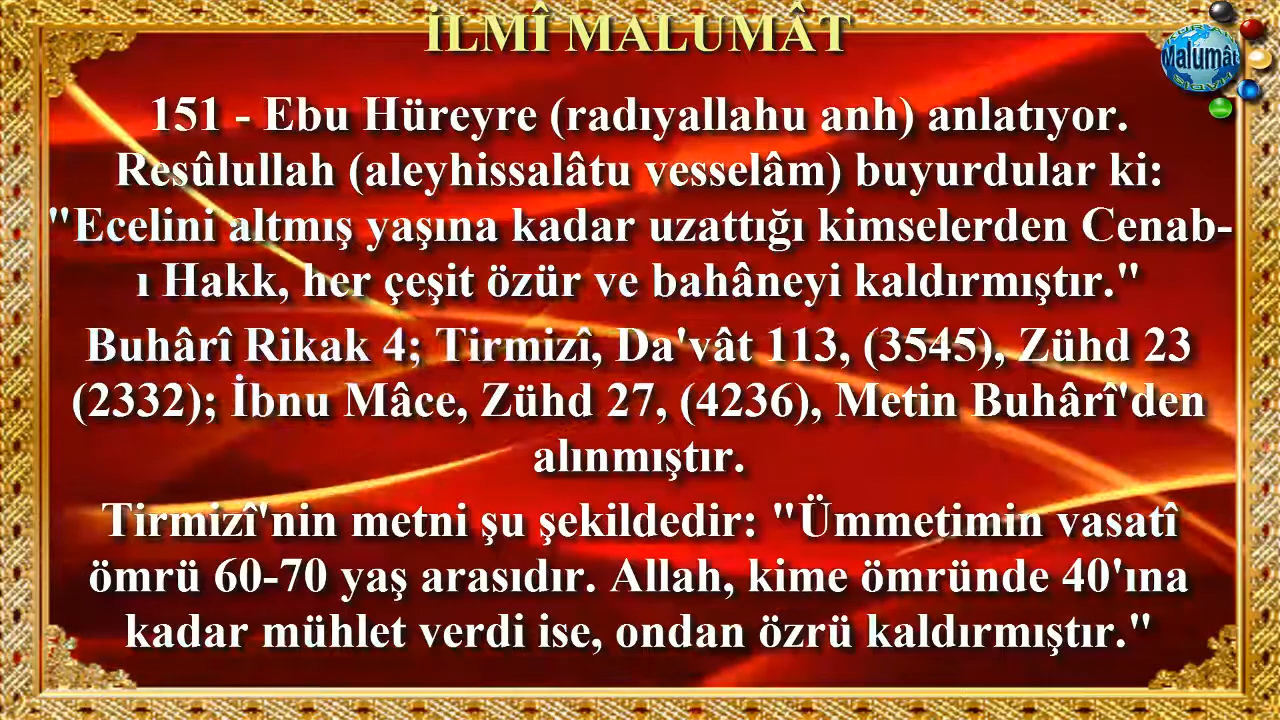 İLMÎ MALUMÂT
Malumât
151 - Ebu Hüreyre (radıyallahu anh) anlatıyor.
Resûlullah (aleyhissalâtu vesselâm) buyurdular ki:
"Ecelini altmış yaşına kadar uzattığı kimselerden Cenab-
ı Hakk, her çeşit özür ve bahâneyi kaldırmıştır."
Buhârî Rikak 4; Tirmizî, Da'vât 113, (3545), Zühd 23
(2332); İbnu Mâce, Zühd 27, (4236), Metin Buhârî'den
alınmıştır.
Tirmizî'nin metni şu şekildedir: "Ümmetimin vasatî
ömrü 60-70 yaş arasıdır. Allah, kime ömründe 40'ına
kadar mühlet verdi ise, ondan özrü kaldırmıştır."